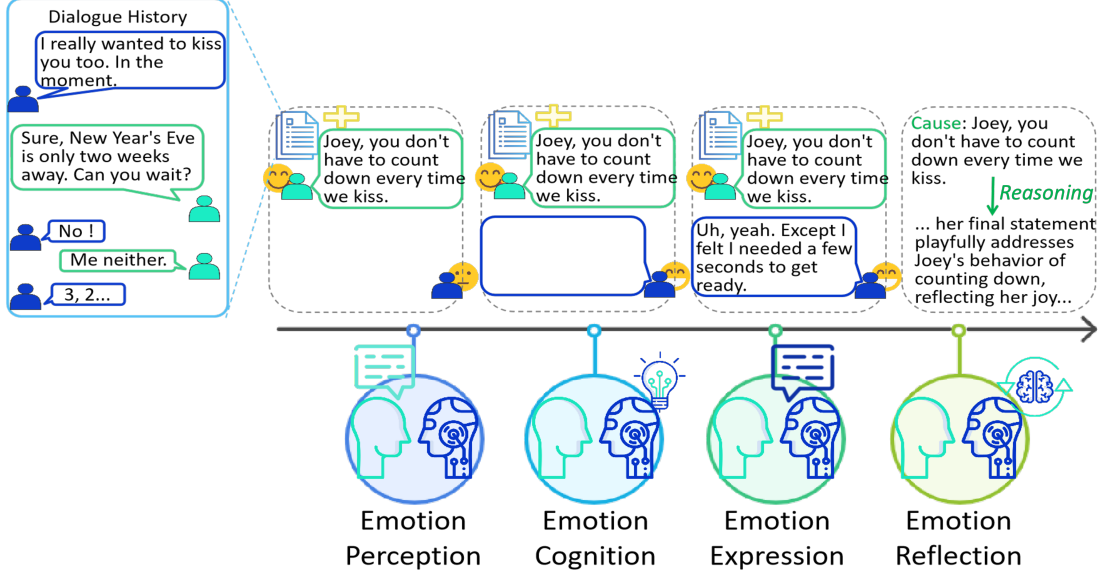 Dialogue History
I really wanted to kiss
you too. In the
moment.
Sure, New Year's Eve
is only two weeks
away. Can you wait?
No !
Me neither.
3, 2...
Joey, you don't
have to count
down every time
we kiss.
Joey, you don't
have to count
down every time
we kiss.
Joey, you don't
have to count
down every time
we kiss.
Uh, yeah. Except I
felt I needed a few
seconds to get
ready.
Cause: Joey, you
don't have to count
down every time we
kiss.
Reasoning
... her final statement
playfully addresses
Joey's behavior of
counting down,
reflecting her joy...
Emotion
Perception
Emotion
Cognition
Emotion
Expression
Emotion
Reflection